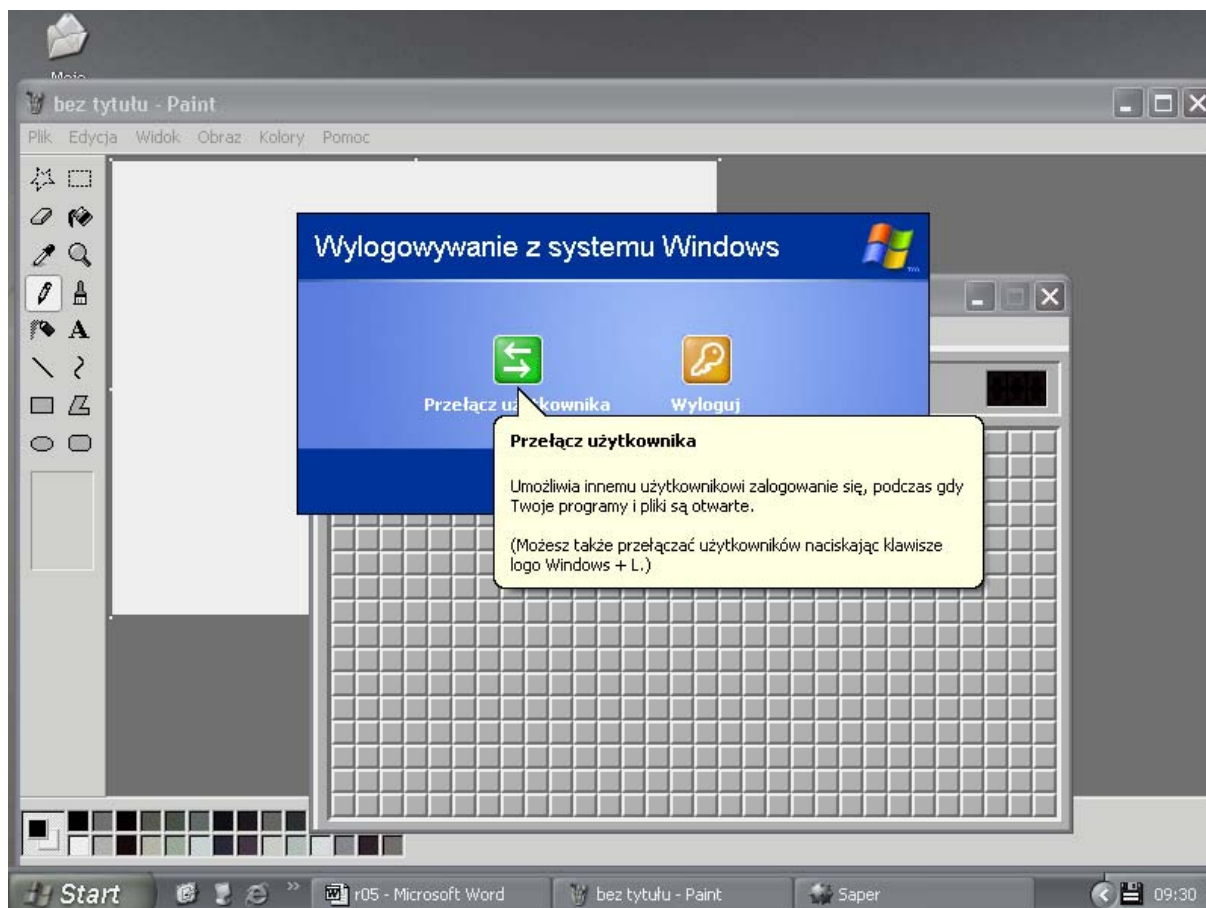 bez tytułu - Paint
Plik Edycja Widok Obraz Kolory Pomoc
Wylogowywanie z systemu Windows
Przełącz użytkownika Wyloguj
Przełącz użytkownika
Umożliwia innemu użytkownikowi zalogowanie się, podczas gdy
Twoje programy i pliki są otwarte.
(Możesz także przełączać użytkowników naciskając klawisze
logo Windows + L.)
Start r05 - Microsoft Word bez tytułu - Paint Saper 09:30